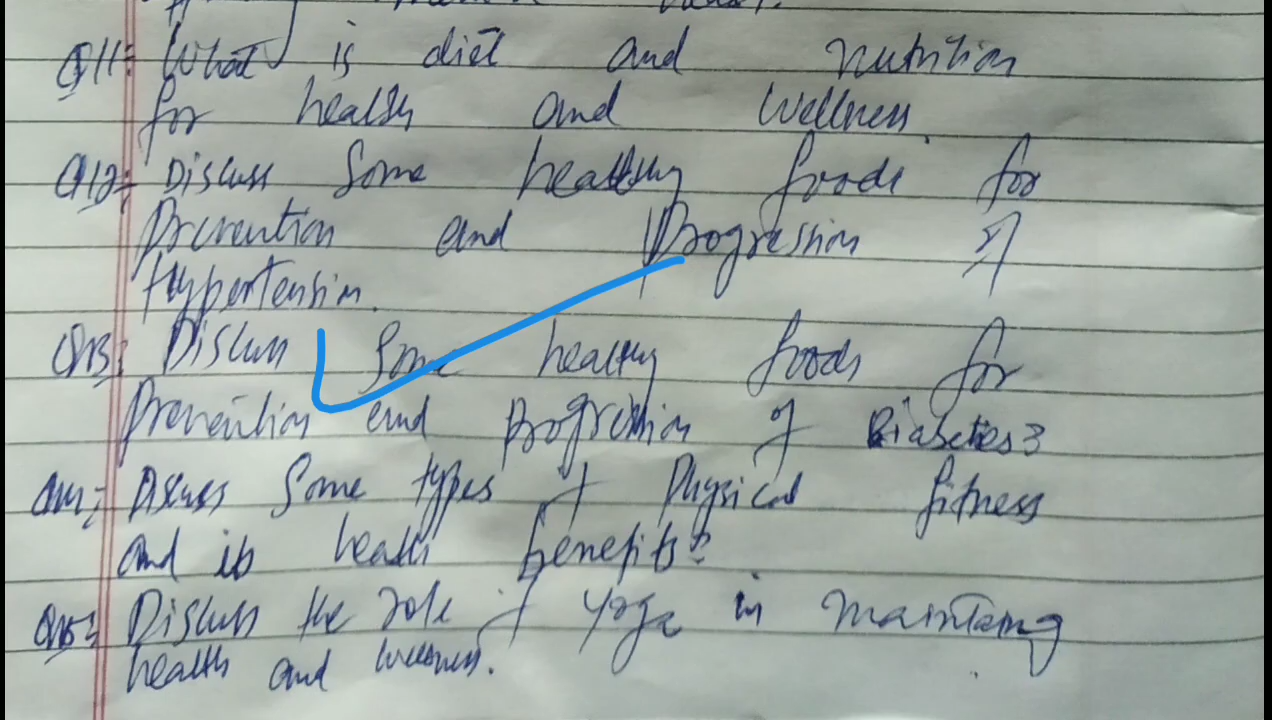 Q11: What is diet and nutrition
for health and wellness.
Q12: Discuss Some healthy foods for
Prevention and Progression of
Hypertension.
Q13: Discuss Some healthy foods for
Prevention and Progression of Diabetes?
Q14: Discuss Some types of Physical fitness
and its health benefits?
Q15: Discuss the role of yoga in maintaing
health and wellness.